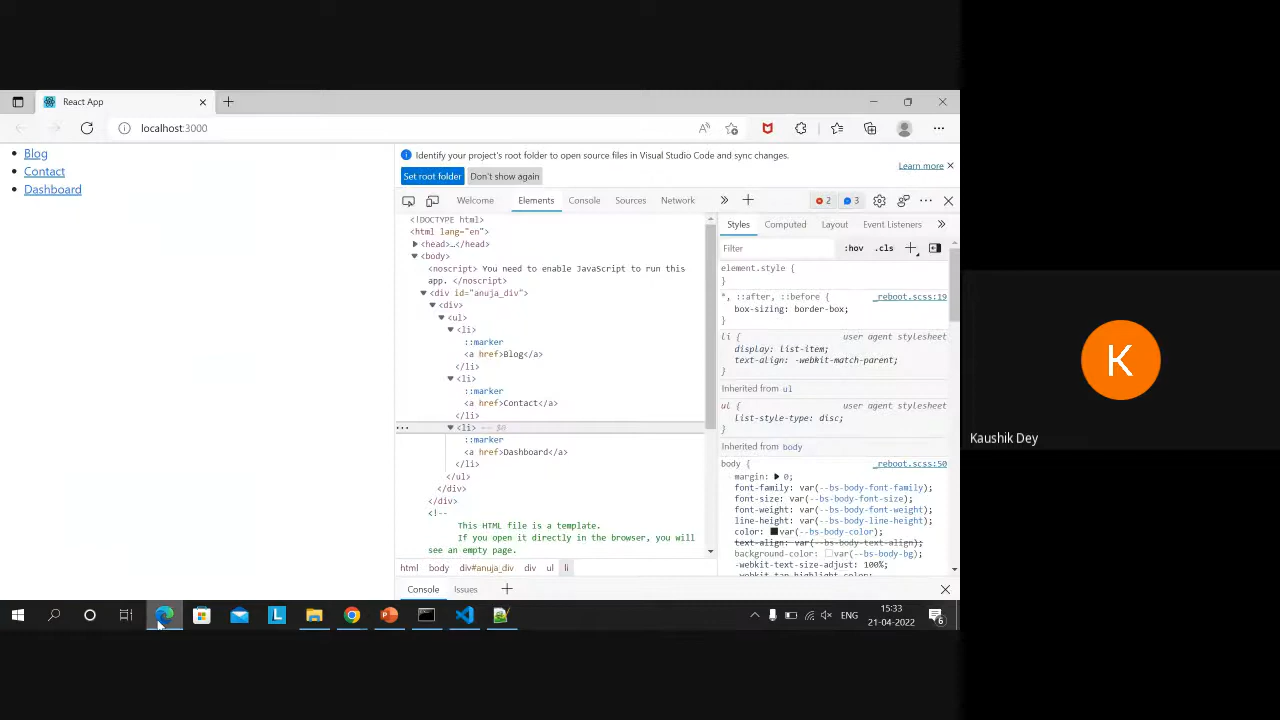 React App
localhost:3000
Blog
Contact
Dashboard
Identify your project's root folder to open source files in Visual Studio Code and sync changes.
Learn more
Set root folder
Don't show again
Welcome
Elements
Console
Sources
Network
2
3
<!DOCTYPE html>
<html lang="en">
<head>…</head>
<body>
<noscript> You need to enable JavaScript to run this
app. </noscript>
<div id="anuja_div">
<div>
<ul>
<li>
::marker
<a href>Blog</a>
</li>
<li>
::marker
<a href>Contact</a>
</li>
<li> == $0
::marker
<a href>Dashboard</a>
</li>
</ul>
</div>
</div>
<!--
This HTML file is a template.
If you open it directly in the browser, you will
see an empty page.
html body div#anuja_div div ul li
Styles
Computed
Layout
Event Listeners
Filter
:hov
.cls
element.style {
}
*, ::after, ::before { _reboot.scss:19
box-sizing: border-box;
}
li { user agent stylesheet
display: list-item;
text-align: -webkit-match-parent;
}
Inherited from ul
ul { user agent stylesheet
list-style-type: disc;
}
Inherited from body
body { _reboot.scss:50
margin: 0;
font-family: var(--bs-body-font-family);
font-size: var(--bs-body-font-size);
font-weight: var(--bs-body-font-weight);
line-height: var(--bs-body-line-height);
color: var(--bs-body-color);
text-align: var(--bs-body-text-align);
background-color: var(--bs-body-bg);
-webkit-text-size-adjust: 100%;
-webkit-tap-highlight-color:
Console
Issues
L
ENG
15:33
21-04-2022
6
K
Kaushik Dey